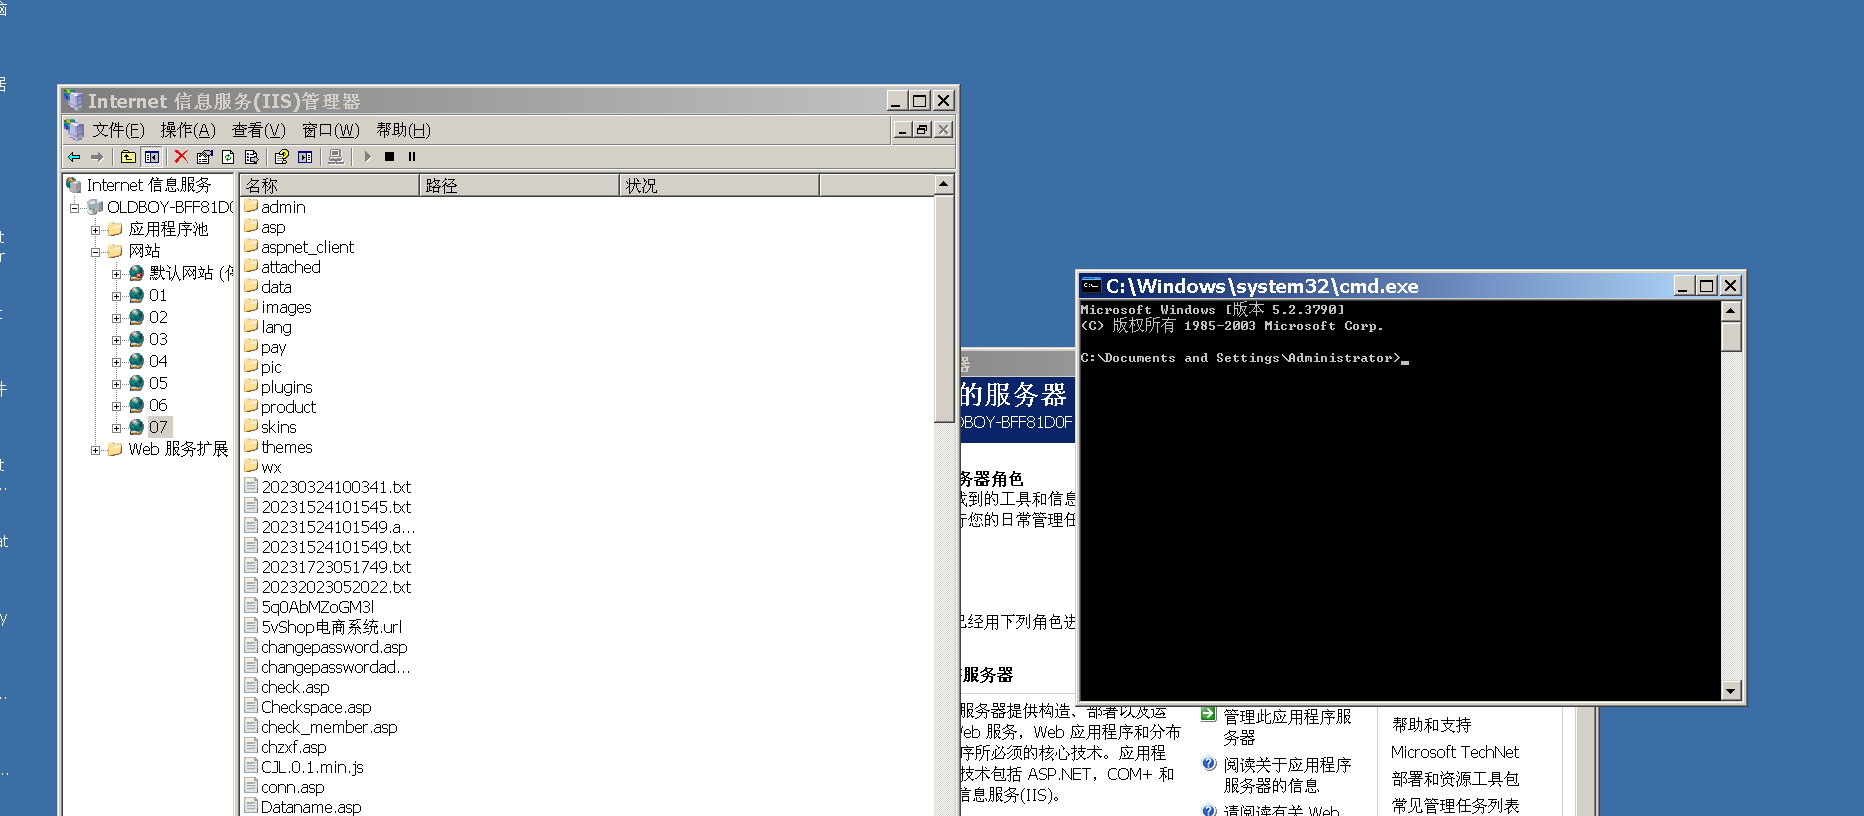 脑
Internet 信息服务(IIS)管理器
文件(F) 操作(A) 查看(V) 窗口(W) 帮助(H)
Internet 信息服务
OLDBOY-BFF81D0
应用程序池
网站
默认网站
01
02
03
04
05
06
07
Web 服务扩展
名称 路径 状况
admin
asp
aspnet_client
attached
data
images
lang
pay
pic
plugins
product
skins
themes
wx
20230324100341.txt
20231524101545.txt
20231524101549.a...
20231524101549.txt
20231723051749.txt
20232023052022.txt
5q0AbMZoGM3l
5vShop电商系统.url
changepassword.asp
changepasswordad...
check.asp
Checkspace.asp
check_member.asp
chzxf.asp
CJL.0.1.min.js
conn.asp
Dataname.asp
C:\Windows\system32\cmd.exe
Microsoft Windows [版本 5.2.3790]
(C) 版权所有 1985-2003 Microsoft Corp.
C:\Documents and Settings\Administrator>_
器
的服务器
DBOY-BFF81D0F
务器角色
找到的工具和信息
行您的日常管理任
已经用下列角色进
服务器
服务器提供构造、部署以及运
Web 服务，Web 应用程序和分布
序所必须的核心技术。应用程
技术包括 ASP.NET，COM+ 和
信息服务(IIS)。
管理此应用程序服
务器
阅读关于应用程序
服务器的信息
请阅读有关 Web
帮助和支持
Microsoft TechNet
部署和资源工具包
常见管理任务列表